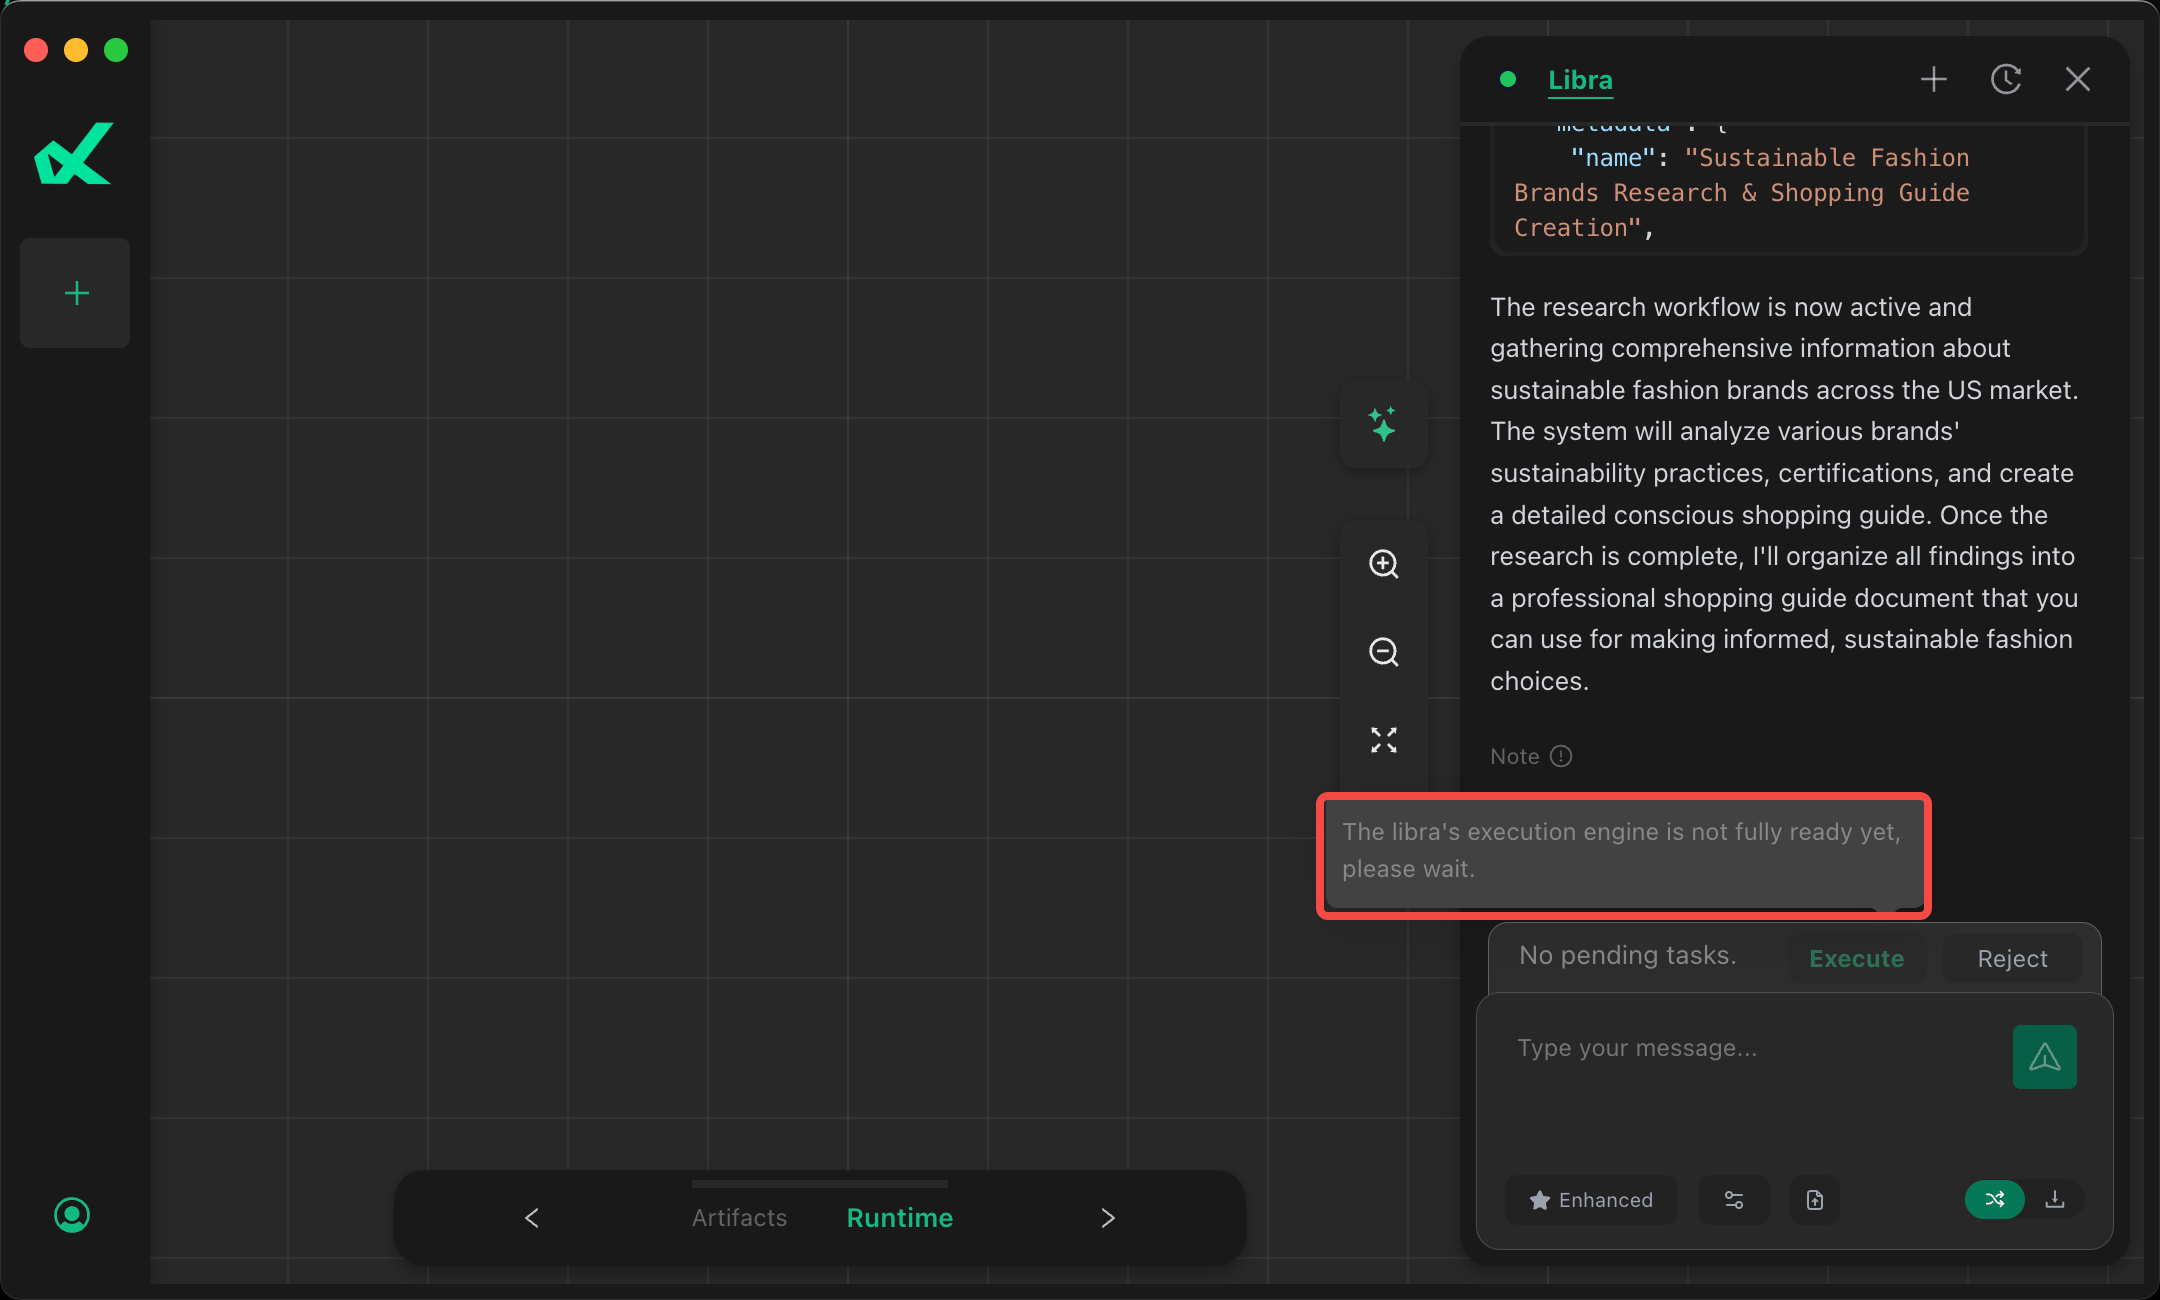 Libra
"metadata": {
"name": "Sustainable Fashion
Brands Research & Shopping Guide
Creation",
The research workflow is now active and
gathering comprehensive information about
sustainable fashion brands across the US market.
The system will analyze various brands'
sustainability practices, certifications, and create
a detailed conscious shopping guide. Once the
research is complete, I'll organize all findings into
a professional shopping guide document that you
can use for making informed, sustainable fashion
choices.
Note
The libra's execution engine is not fully ready yet,
please wait.
No pending tasks. Execute Reject
Type your message...
Enhanced
< Artifacts Runtime >